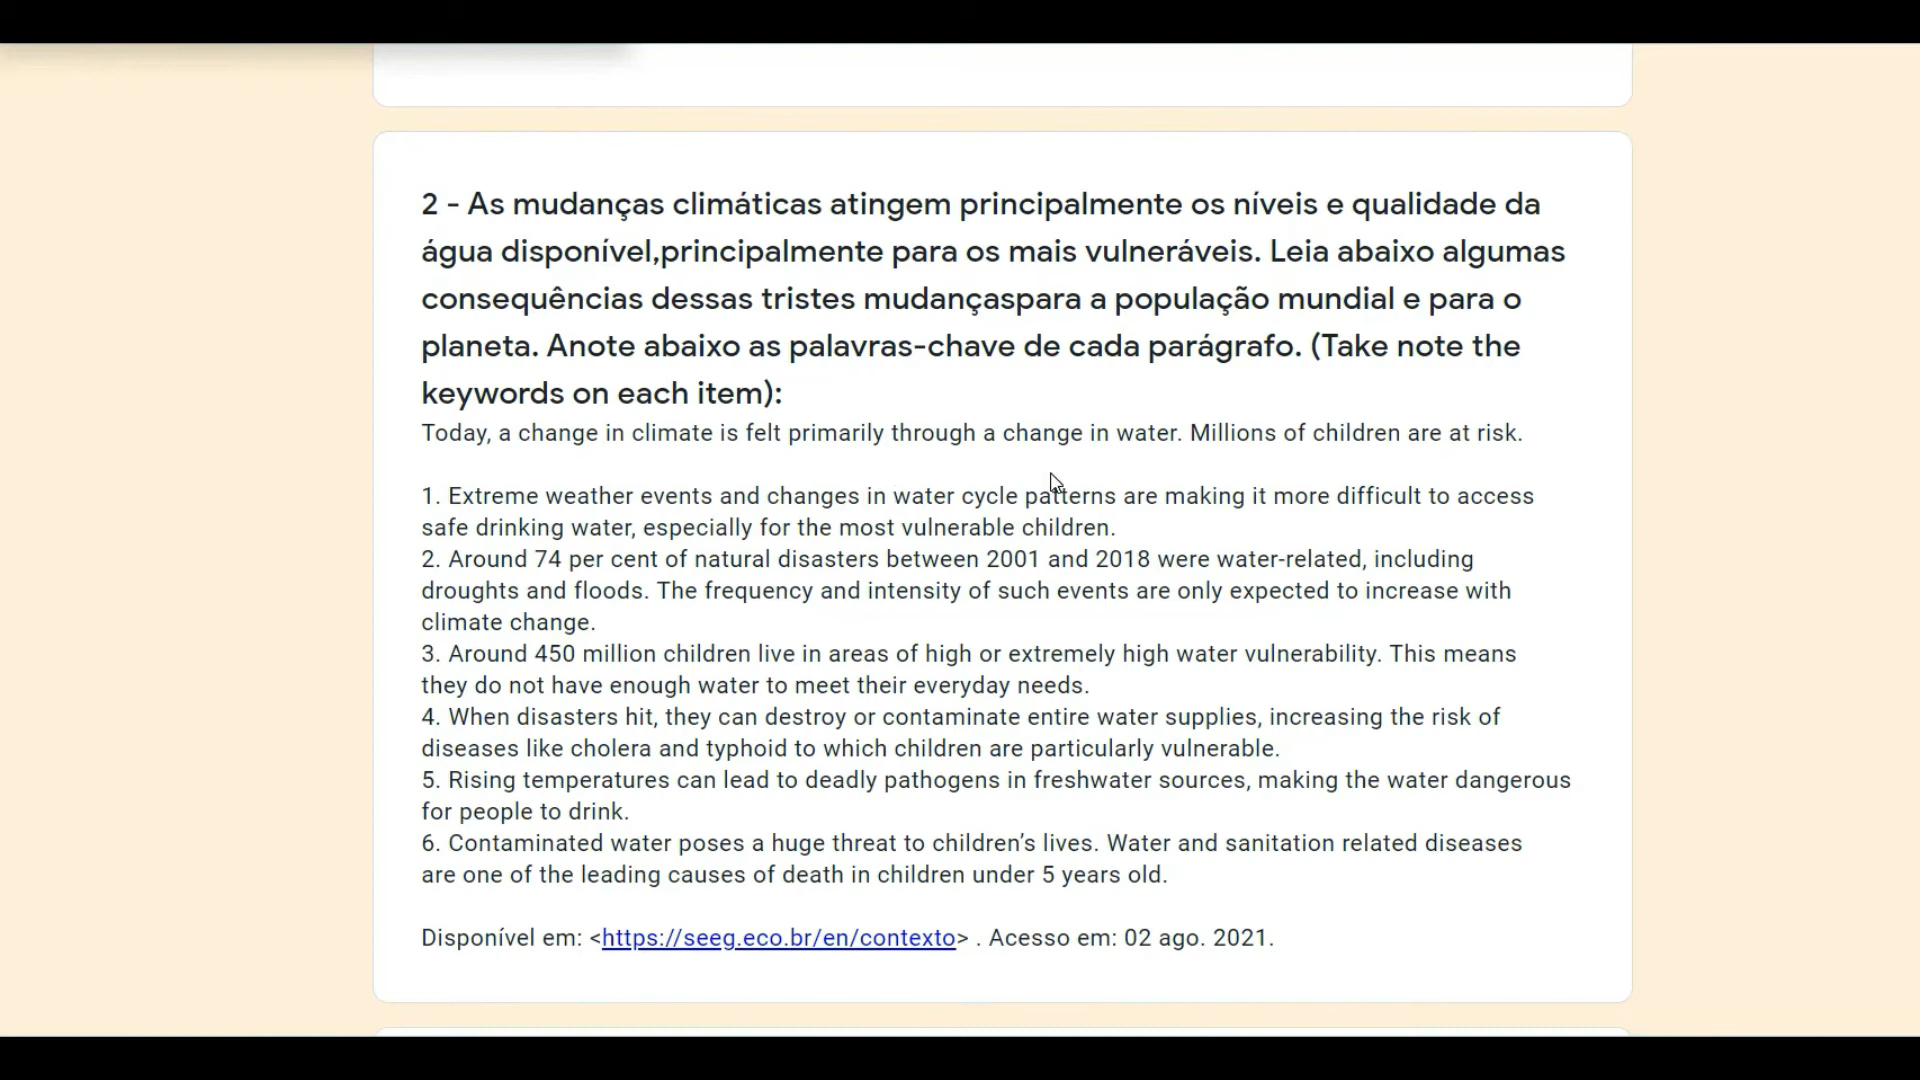 2 - As mudanças climáticas atingem principalmente os níveis e qualidade da
água disponível,principalmente para os mais vulneráveis. Leia abaixo algumas
consequências dessas tristes mudançaspara a população mundial e para o
planeta. Anote abaixo as palavras-chave de cada parágrafo. (Take note the
keywords on each item):
Today, a change in climate is felt primarily through a change in water. Millions of children are at risk.
1. Extreme weather events and changes in water cycle patterns are making it more difficult to access
safe drinking water, especially for the most vulnerable children.
2. Around 74 per cent of natural disasters between 2001 and 2018 were water-related, including
droughts and floods. The frequency and intensity of such events are only expected to increase with
climate change.
3. Around 450 million children live in areas of high or extremely high water vulnerability. This means
they do not have enough water to meet their everyday needs.
4. When disasters hit, they can destroy or contaminate entire water supplies, increasing the risk of
diseases like cholera and typhoid to which children are particularly vulnerable.
5. Rising temperatures can lead to deadly pathogens in freshwater sources, making the water dangerous
for people to drink.
6. Contaminated water poses a huge threat to children’s lives. Water and sanitation related diseases
are one of the leading causes of death in children under 5 years old.
Disponível em: <https://seeg.eco.br/en/contexto> . Acesso em: 02 ago. 2021.